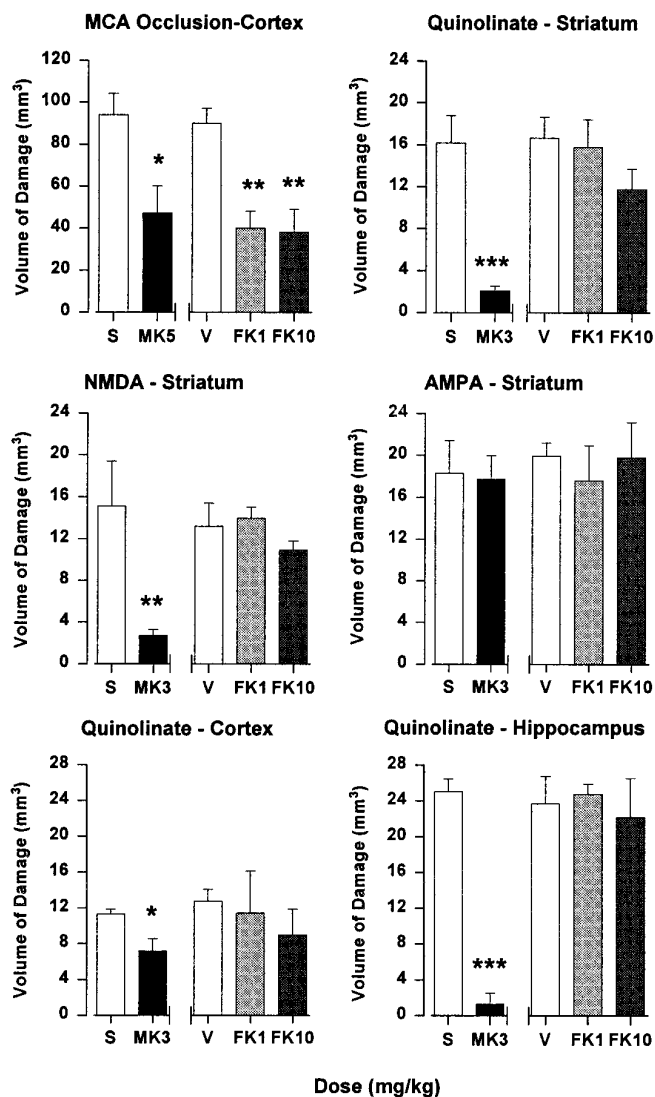 MCA Occlusion-Cortex
Volume of Damage (mm³)
120
100
80
60
40
20
0
*
**
**
S MK5 V FK1 FK10
Quinolinate - Striatum
Volume of Damage (mm³)
24
20
16
12
8
4
0
***
S MK3 V FK1 FK10
NMDA - Striatum
Volume of Damage (mm³)
24
20
16
12
8
4
0
**
S MK3 V FK1 FK10
AMPA - Striatum
Volume of Damage (mm³)
24
20
16
12
8
4
0
S MK3 V FK1 FK10
Quinolinate - Cortex
Volume of Damage (mm³)
28
24
20
16
12
8
4
0
*
S MK3 V FK1 FK10
Quinolinate - Hippocampus
Volume of Damage (mm³)
28
24
20
16
12
8
4
0
***
S MK3 V FK1 FK10
Dose (mg/kg)